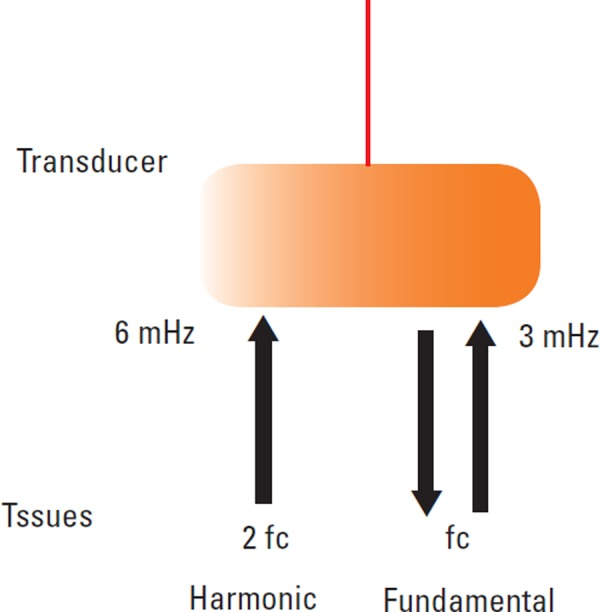 Transducer
6 mHz
3 mHz
Tssues
2 fc
fc
Harmonic
Fundamental